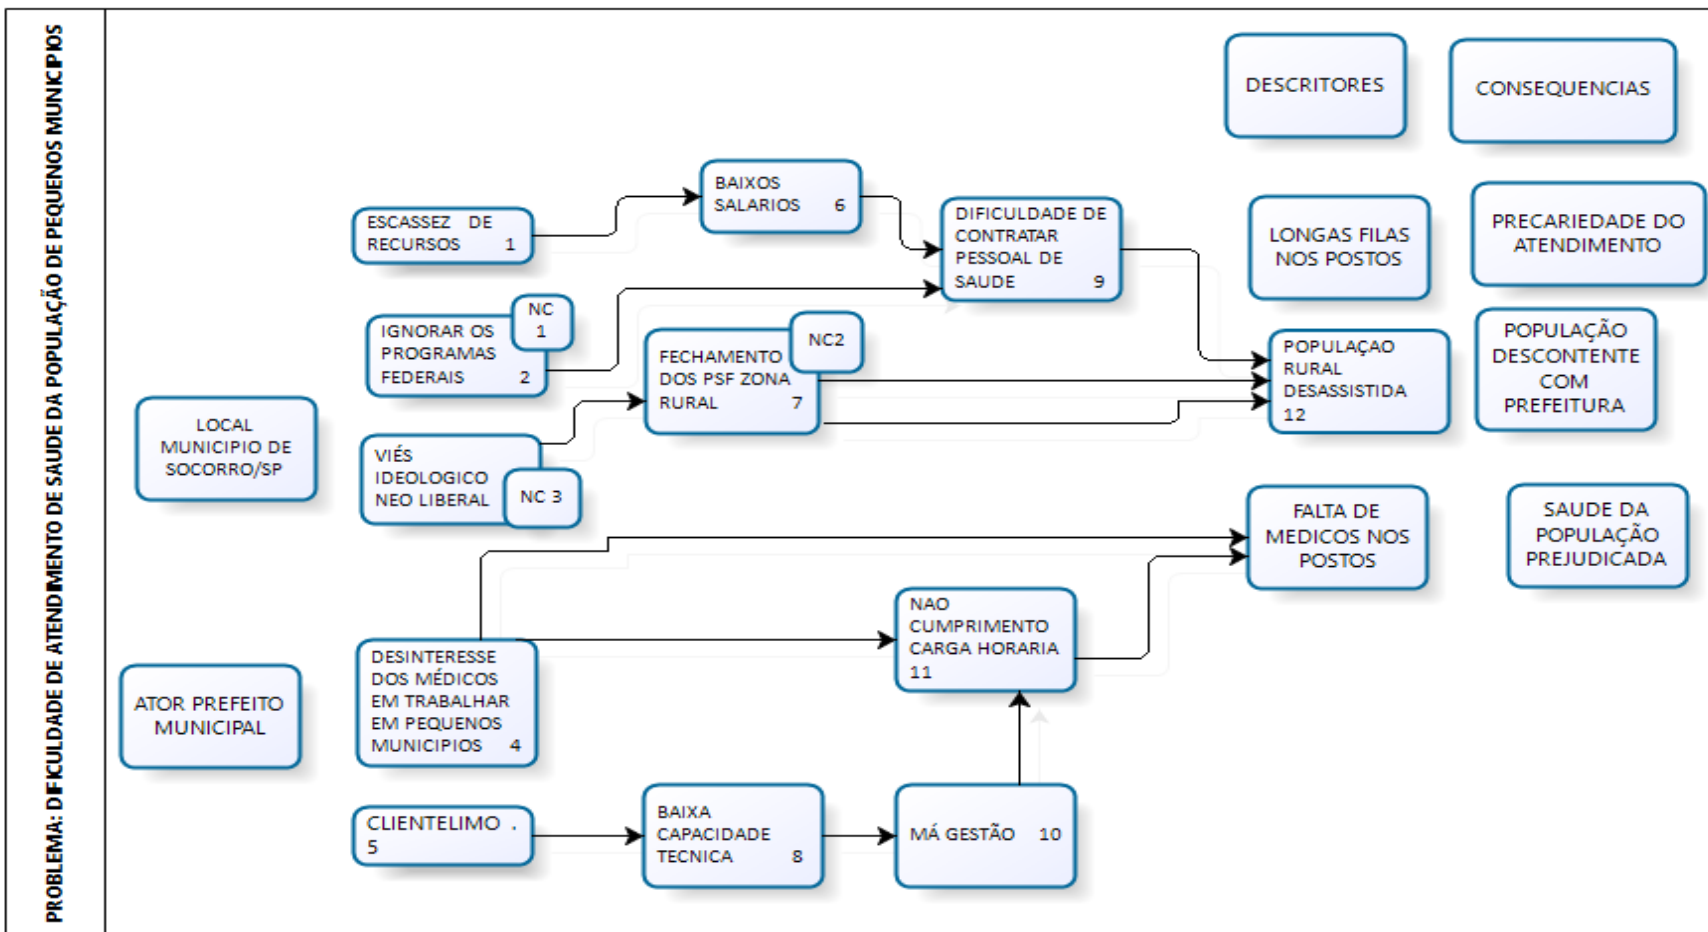 PROBLEMA: DIFICULDADE DE ATENDIMENTO DE SAUDE DA POPULAÇÃO DE PEQUENOS MUNICIPIOS
DESCRITORES
CONSEQUENCIAS
ESCASSEZ DE
RECURSOS 1
BAIXOS
SALARIOS 6
DIFICULDADE DE
CONTRATAR
PESSOAL DE
SAUDE 9
LONGAS FILAS
NOS POSTOS
PRECARIEDADE DO
ATENDIMENTO
NC
1
IGNORAR OS
PROGRAMAS
FEDERAIS 2
NC2
FECHAMENTO
DOS PSF ZONA
RURAL 7
POPULAÇAO
RURAL
DESASSISTIDA
12
POPULAÇÃO
DESCONTENTE
COM
PREFEITURA
LOCAL
MUNICIPIO DE
SOCORRO/SP
VIÉS
IDEOLOGICO
NEO LIBERAL
NC 3
FALTA DE
MEDICOS NOS
POSTOS
SAUDE DA
POPULAÇÃO
PREJUDICADA
NAO
CUMPRIMENTO
CARGA HORARIA
11
ATOR PREFEITO
MUNICIPAL
DESINTERESSE
DOS MÉDICOS
EM TRABALHAR
EM PEQUENOS
MUNICIPIOS 4
CLIENTELIMO .
5
BAIXA
CAPACIDADE
TECNICA 8
MÁ GESTÃO 10